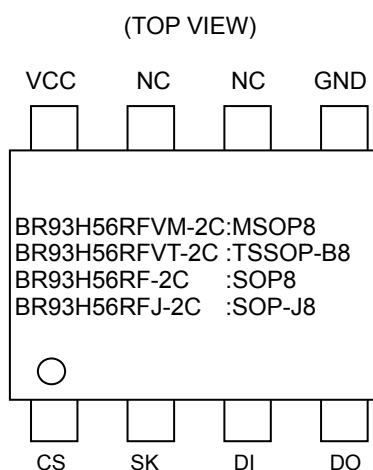 (TOP VIEW)
VCC NC NC GND
BR93H56RFVM-2C:MSOP8
BR93H56RFVT-2C :TSSOP-B8
BR93H56RF-2C :SOP8
BR93H56RFJ-2C :SOP-J8
CS SK DI DO